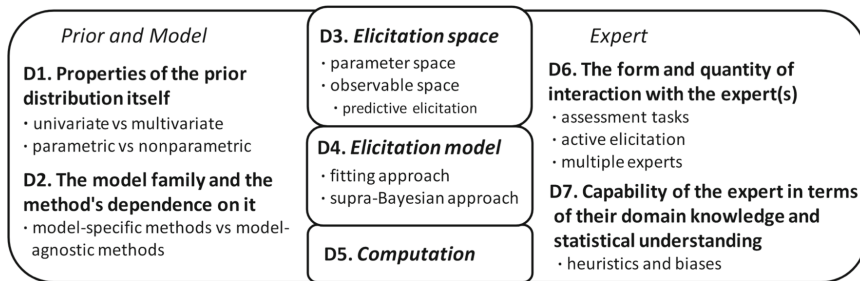 Prior and Model
D1. Properties of the prior
distribution itself
· univariate vs multivariate
· parametric vs nonparametric
D2. The model family and the
method's dependence on it
· model-specific methods vs model-
agnostic methods
D3. Elicitation space
· parameter space
· observable space
· predictive elicitation
D4. Elicitation model
· fitting approach
· supra-Bayesian approach
D5. Computation
Expert
D6. The form and quantity of
interaction with the expert(s)
· assessment tasks
· active elicitation
· multiple experts
D7. Capability of the expert in terms
of their domain knowledge and
statistical understanding
· heuristics and biases